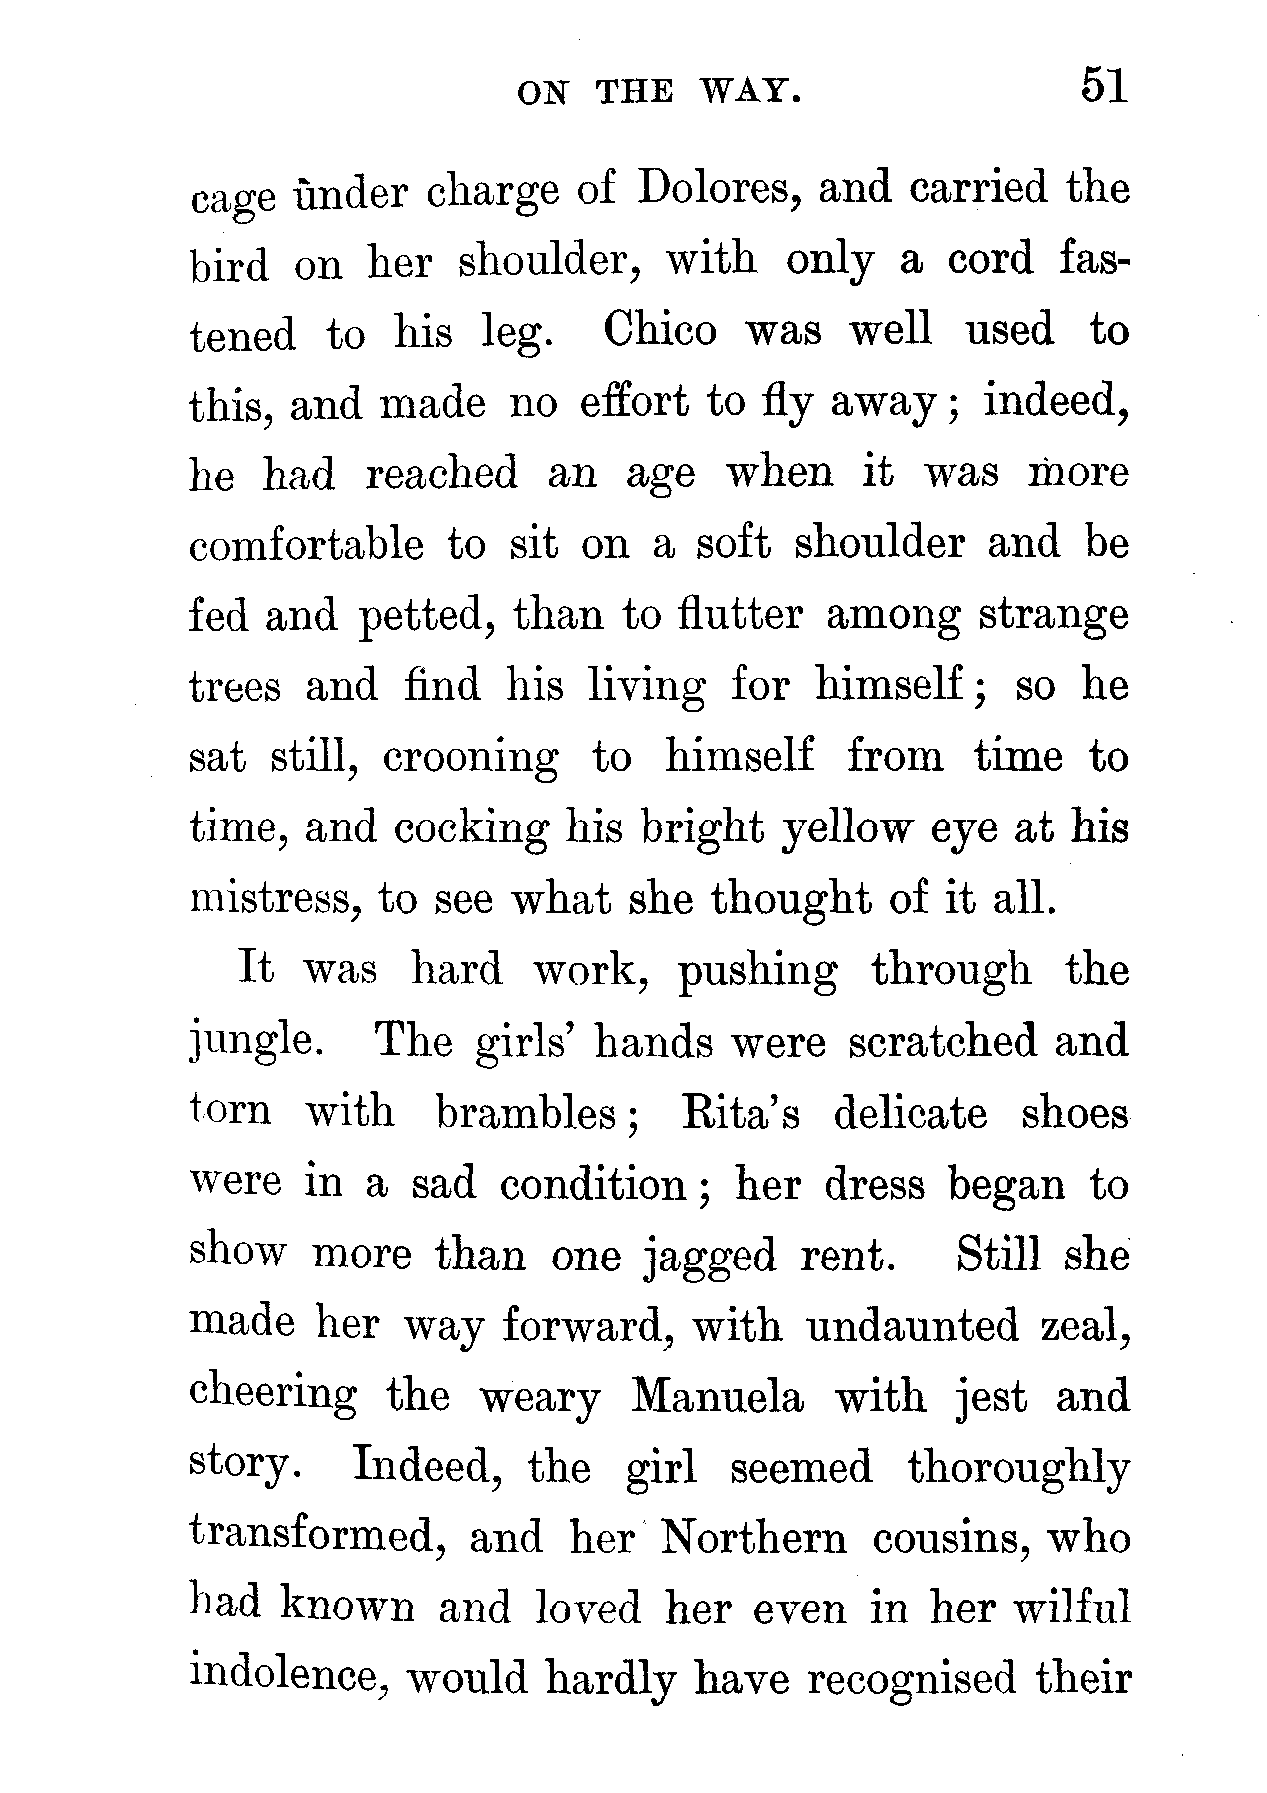 ON THE WAY. 51
cage under charge of Dolores, and carried the
bird on her shoulder, with only a cord fas-
tened to his leg. Chico was well used to
this, and made no effort to fly away; indeed,
he had reached an age when it was more
comfortable to sit on a soft shoulder and be
fed and petted, than to flutter among strange
trees and find his living for himself; so he
sat still, crooning to himself from time to
time, and cocking his bright yellow eye at his
mistress, to see what she thought of it all.
It was hard work, pushing through the
jungle. The girls' hands were scratched and
torn with brambles; Rita's delicate shoes
were in a sad condition; her dress began to
show more than one jagged rent. Still she
made her way forward, with undaunted zeal,
cheering the weary Manuela with jest and
story. Indeed, the girl seemed thoroughly
transformed, and her Northern cousins, who
had known and loved her even in her wilful
indolence, would hardly have recognised their